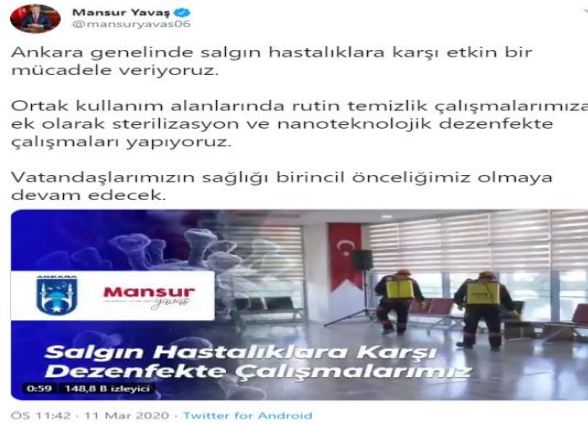 Mansur Yavaş
@mansuryavas06
Ankara genelinde salgın hastalıklara karşı etkin bir
mücadele veriyoruz.
Ortak kullanım alanlarında rutin temizlik çalışmalarımıza
ek olarak sterilizasyon ve nanoteknolojik dezenfekte
çalışmaları yapıyoruz.
Vatandaşlarımızın sağlığı birincil önceliğimiz olmaya
devam edecek.
ANKARA
Mansur
yavaş
Salgın Hastalıklara Karşı
Dezenfekte Çalışmalarımız
0:59 148,8 B izleyici
ÖS 11:42 · 11 Mar 2020 · Twitter for Android